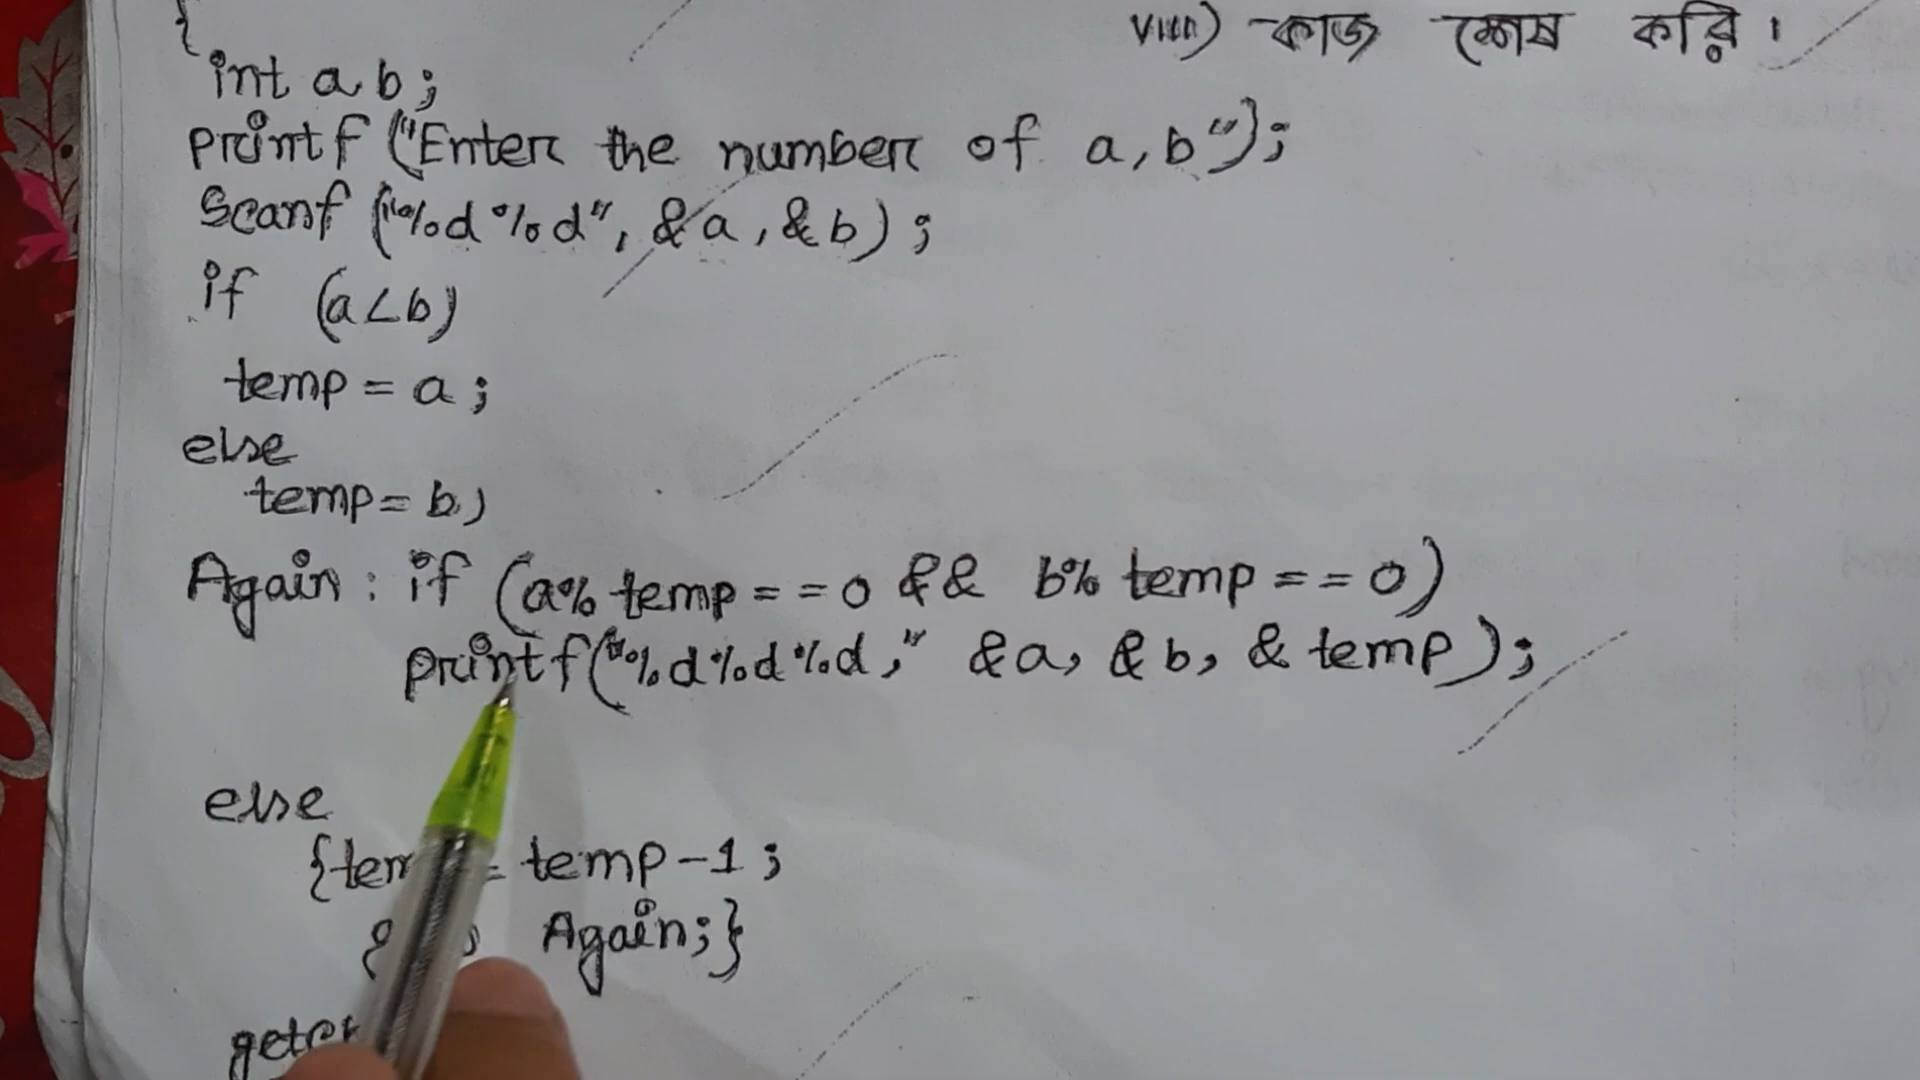 viii) কাজ শেষ করি।
{
int a b;
printf ("Enter the number of a, b");
Scanf ("%d %d", &a, &b);
if (a<b)
temp = a;
else
temp = b;
Again: if (a% temp == 0 && b% temp == 0)
printf("%d%d%d," &a, &b, & temp);
else
= temp-1;
Again;}